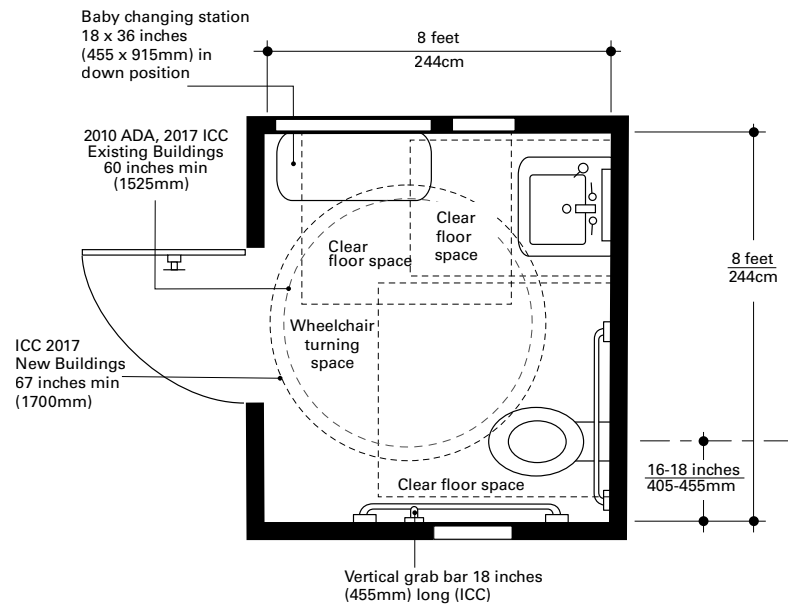 Baby changing station
18 x 36 inches
(455 x 915mm) in
down position
8 feet
244cm
2010 ADA, 2017 ICC
Existing Buildings
60 inches min
(1525mm)
Clear
floor space
Clear
floor
space
8 feet
244cm
Wheelchair
turning
space
ICC 2017
New Buildings
67 inches min
(1700mm)
16-18 inches
405-455mm
Clear floor space
Vertical grab bar 18 inches
(455mm) long (ICC)